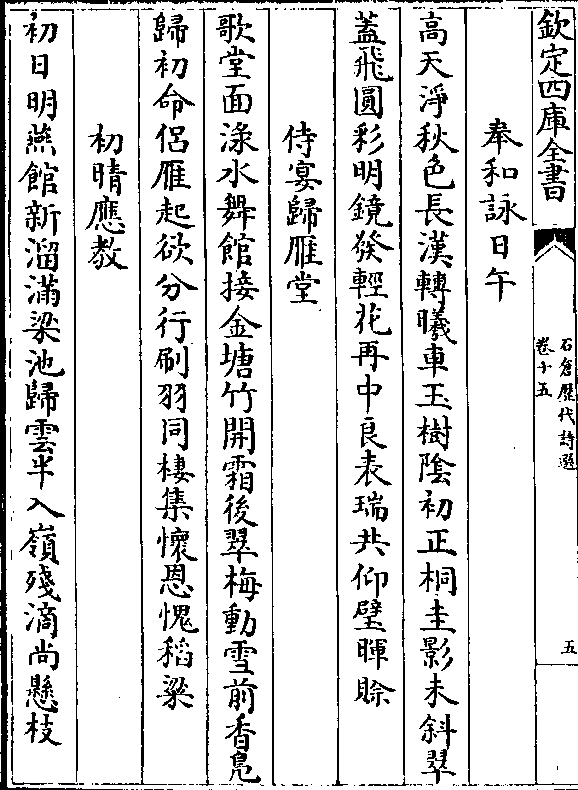 欽定四庫全書
石倉歷代詩選
卷十五
五
奉和詠日午
高天淨秋色長漢轉曦車玉樹陰初正桐圭影未斜翠
蓋飛圓彩明鏡發輕花再中良表瑞共仰璧暉賒
侍宴歸雁堂
歌堂面淥水舞館接金塘竹開霜後翠梅動雪前香鳧
歸初命侶雁起欲分行刷羽同棲集懷恩愧稻粱
初晴應教
初日明燕館新溜滿梁池歸雲半入嶺殘滴尚懸枝